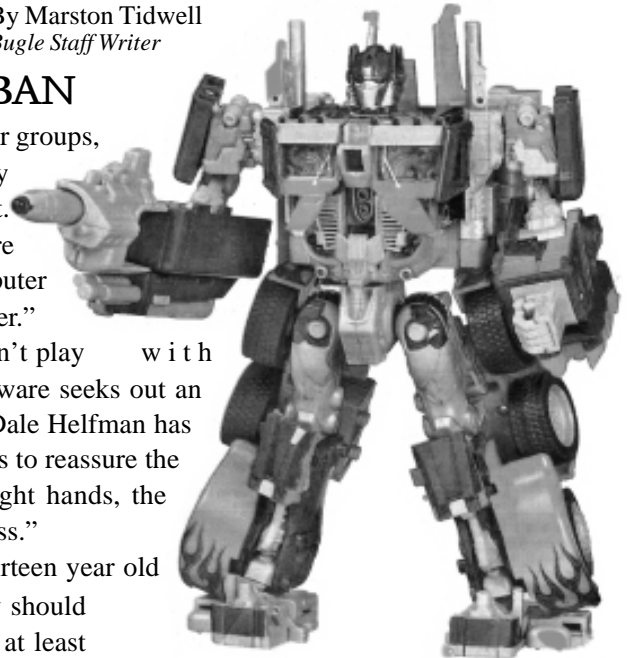 By Marston Tidwell
Bugle Staff Writer
BAN
r groups,
y
t.
re
outer
er.”
n’t play with
ware seeks out an
Dale Helfman has
s to reassure the
ght hands, the
ss.”
rteen year old
should
at least